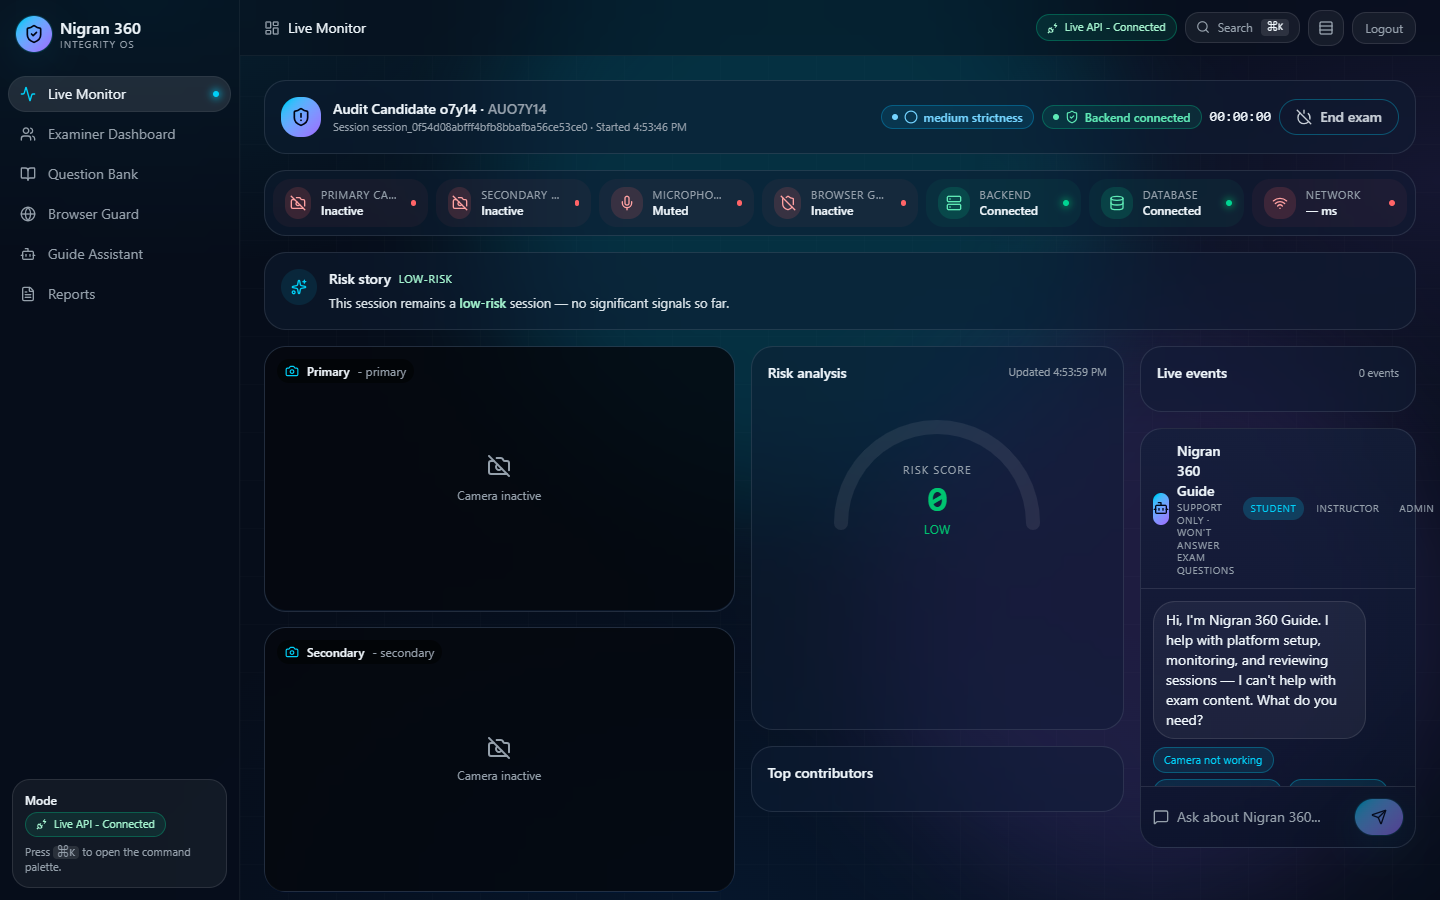 Nigran 360
INTEGRITY OS
Live Monitor
Examiner Dashboard
Question Bank
Browser Guard
Guide Assistant
Reports
Mode
Live API - Connected
Press ⌘K to open the command
palette.
Live Monitor
Live API - Connected
Search ⌘K
Logout
Audit Candidate o7y14 · AUO7Y14
Session session_0f54d08abfff4bfb8bbafba56ce53ce0 · Started 4:53:46 PM
medium strictness
Backend connected
00:00:00
End exam
PRIMARY CA...
Inactive
SECONDARY ...
Inactive
MICROPHO...
Muted
BROWSER G...
Inactive
BACKEND
Connected
DATABASE
Connected
NETWORK
— ms
Risk story LOW-RISK
This session remains a low-risk session — no significant signals so far.
Primary - primary
Camera inactive
Secondary - secondary
Camera inactive
Risk analysis
Updated 4:53:59 PM
RISK SCORE
0
LOW
Top contributors
Live events
0 events
Nigran
360
Guide
SUPPORT
ONLY ·
WON'T
ANSWER
EXAM
QUESTIONS
STUDENT
INSTRUCTOR
ADMIN
Hi, I'm Nigran 360 Guide. I
help with platform setup,
monitoring, and reviewing
sessions — I can't help with
exam content. What do you
need?
Camera not working
Ask about Nigran 360...